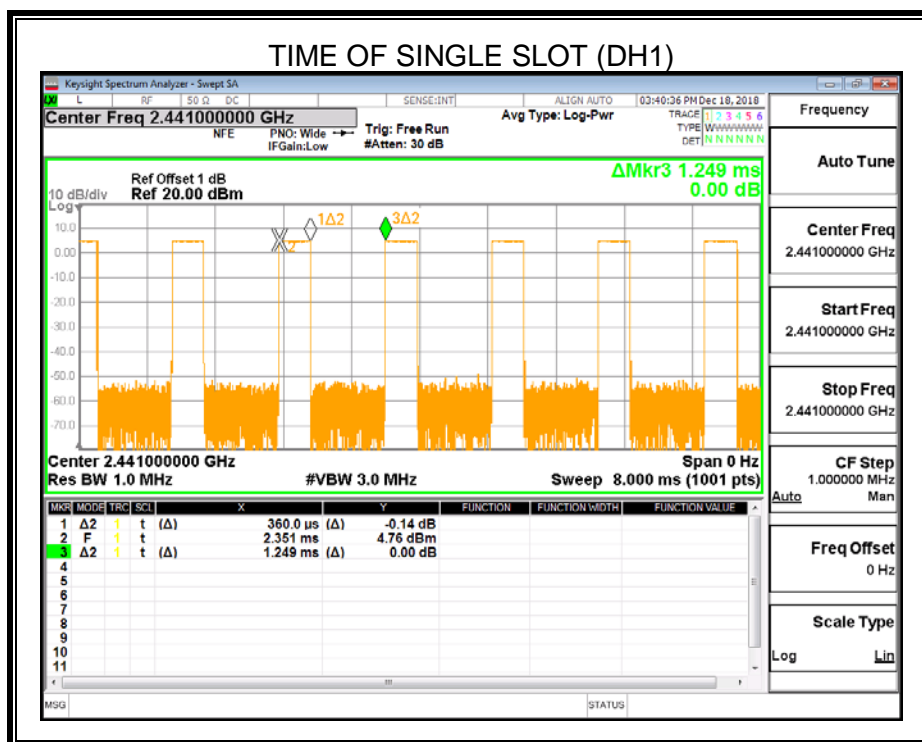 TIME OF SINGLE SLOT (DH1)
Keysight Spectrum Analyzer - Swept SA
L RF 50 Ω DC SENSE:INT ALIGN AUTO 03:40:36 PM Dec 18, 2018
Center Freq 2.441000000 GHz
NFE
PNO: Wide
IFGain:Low
Trig: Free Run
#Atten: 30 dB
Avg Type: Log-Pwr
TRACE 1 2 3 4 5 6
TYPE WWWWWW
DET N N N N N N
ΔMkr3 1.249 ms
0.00 dB
Ref Offset 1 dB
10 dB/div Ref 20.00 dBm
Log
10.0
0.00
-10.0
-20.0
-30.0
-40.0
-50.0
-60.0
-70.0
1Δ2
3Δ2
Center 2.441000000 GHz Span 0 Hz
Res BW 1.0 MHz #VBW 3.0 MHz Sweep 8.000 ms (1001 pts)
MKR MODE TRC SCL X Y FUNCTION FUNCTION WIDTH FUNCTION VALUE
1 Δ2 1 t (Δ) 360.0 µs (Δ) -0.14 dB
2 F 1 t 2.351 ms 4.76 dBm
3 Δ2 1 t (Δ) 1.249 ms (Δ) 0.00 dB
4
5
6
7
8
9
10
11
MSG STATUS
Frequency
Auto Tune
Center Freq
2.441000000 GHz
Start Freq
2.441000000 GHz
Stop Freq
2.441000000 GHz
CF Step
1.000000 MHz
Auto Man
Freq Offset
0 Hz
Scale Type
Log Lin